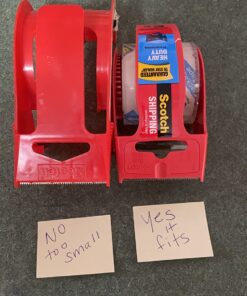 HEAVY
DUTY
GUARANTEED
Scotch
SHIPPING
No
too
small
Yes
it
fits